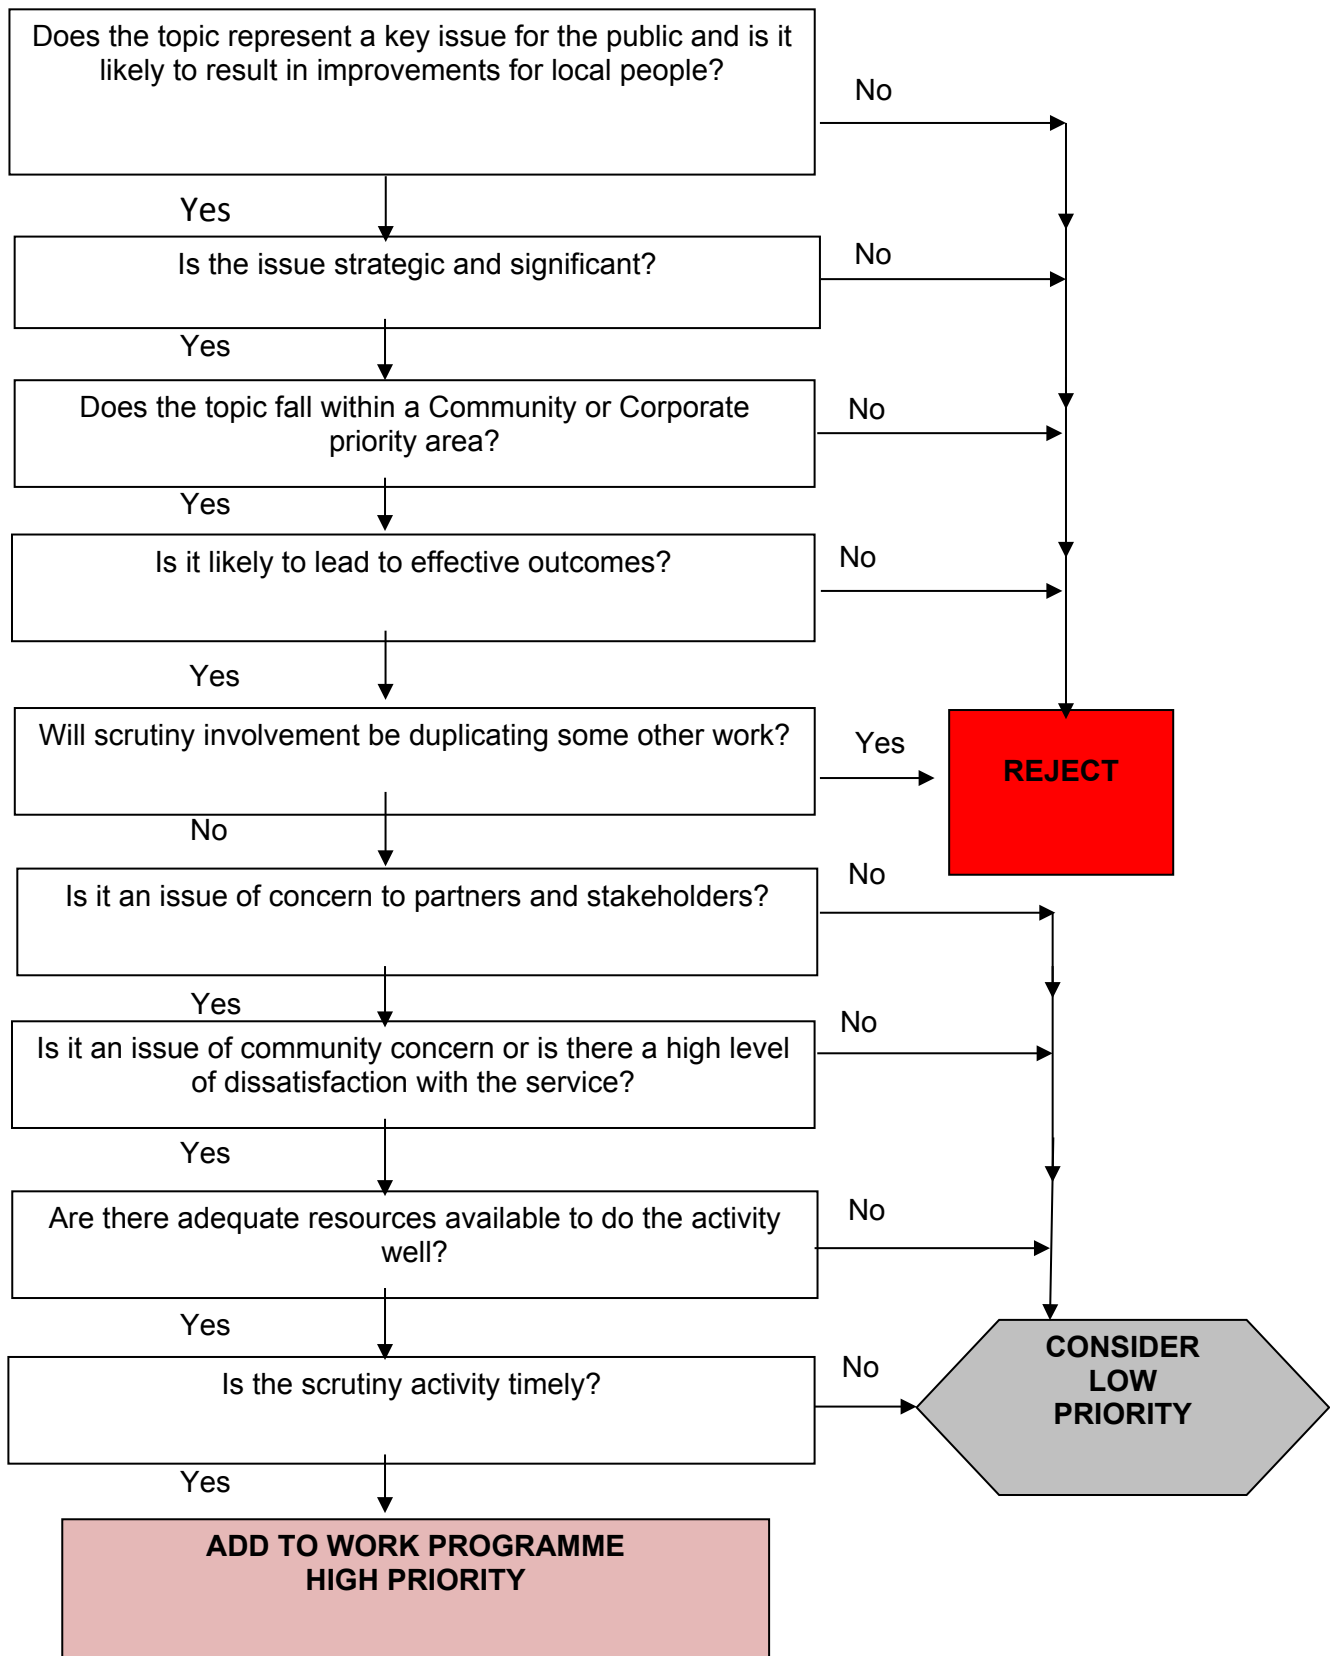 Does the topic represent a key issue for the public and is it
likely to result in improvements for local people?
No
Yes
Is the issue strategic and significant?
No
Yes
Does the topic fall within a Community or Corporate
priority area?
No
Yes
Is it likely to lead to effective outcomes?
No
Yes
Will scrutiny involvement be duplicating some other work?
Yes
REJECT
No
Is it an issue of concern to partners and stakeholders?
No
Yes
Is it an issue of community concern or is there a high level
of dissatisfaction with the service?
No
Yes
Are there adequate resources available to do the activity
well?
No
Yes
Is the scrutiny activity timely?
No
CONSIDER
LOW
PRIORITY
Yes
ADD TO WORK PROGRAMME
HIGH PRIORITY